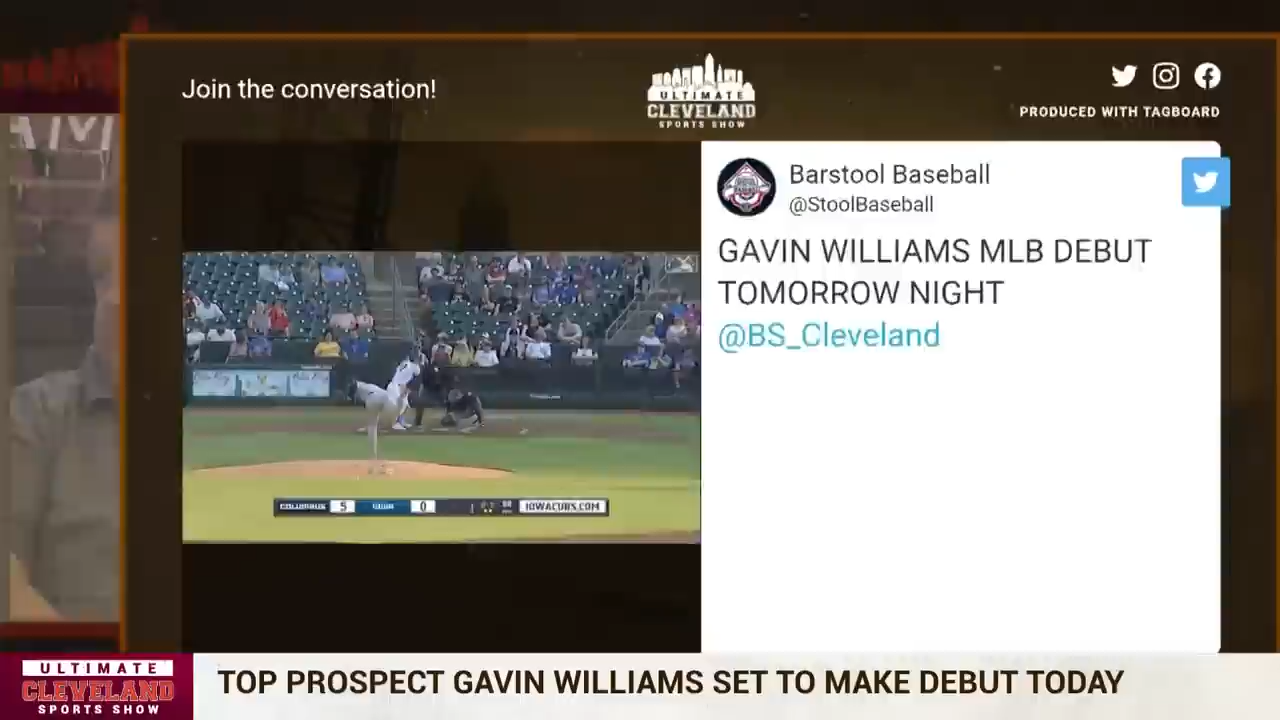 Join the conversation!
ULTIMATE
CLEVELAND
SPORTS SHOW
PRODUCED WITH TAGBOARD
Barstool Baseball
@StoolBaseball
GAVIN WILLIAMS MLB DEBUT
TOMORROW NIGHT
@BS_Cleveland
COLUMBUS 5 0 IOWACUBS.COM
ULTIMATE
CLEVELAND
SPORTS SHOW
TOP PROSPECT GAVIN WILLIAMS SET TO MAKE DEBUT TODAY